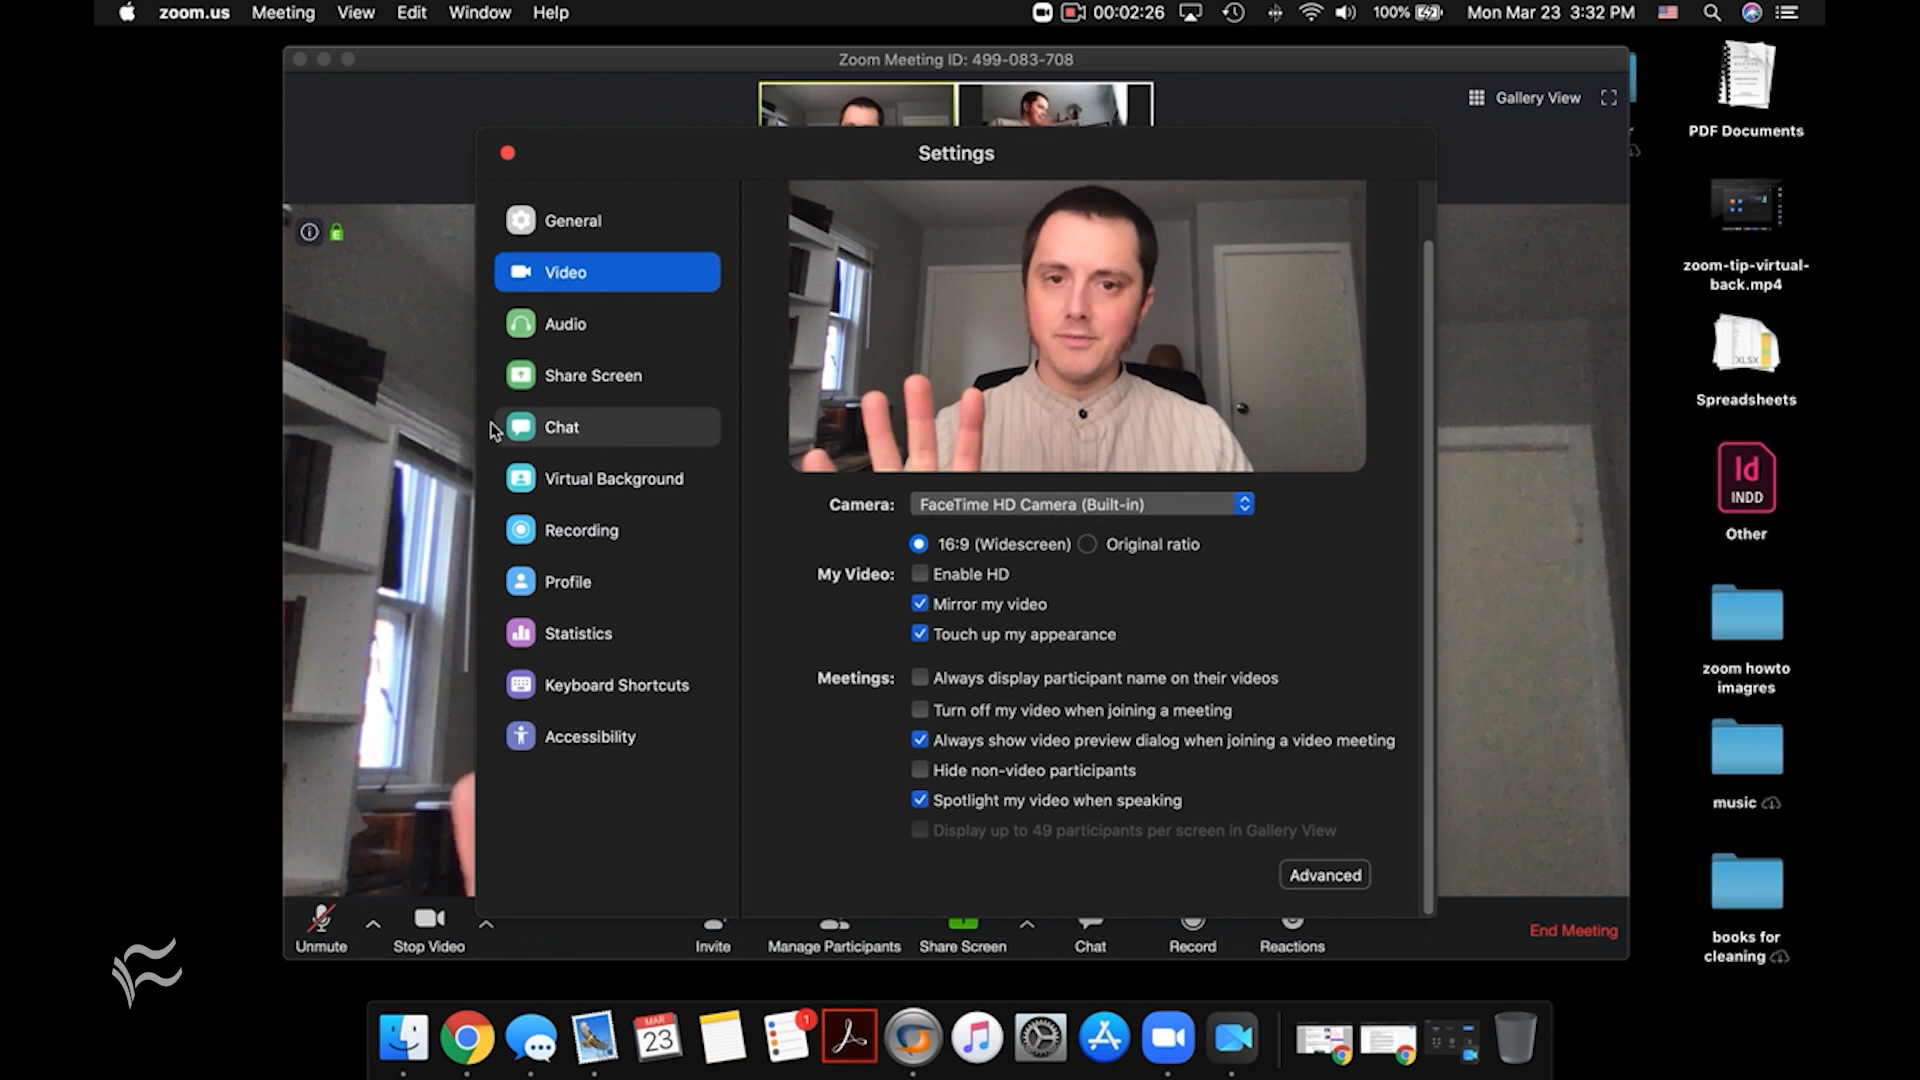 zoom.us Meeting View Edit Window Help 00:02:26 100% Mon Mar 23 3:32 PM
Zoom Meeting ID: 499-083-708
Gallery View
Settings
General
Video
Audio
Share Screen
Chat
Virtual Background
Recording
Profile
Statistics
Keyboard Shortcuts
Accessibility
Camera: FaceTime HD Camera (Built-in)
16:9 (Widescreen) Original ratio
My Video: Enable HD
Mirror my video
Touch up my appearance
Meetings: Always display participant name on their videos
Turn off my video when joining a meeting
Always show video preview dialog when joining a video meeting
Hide non-video participants
Spotlight my video when speaking
Display up to 49 participants per screen in Gallery View
Advanced
Unmute Stop Video Invite Manage Participants Share Screen Chat Record Reactions End Meeting
PDF Documents
zoom-tip-virtual-
back.mp4
XLSX
Spreadsheets
Id
INDD
Other
zoom howto
imagres
music
books for
cleaning
MAR
23
1